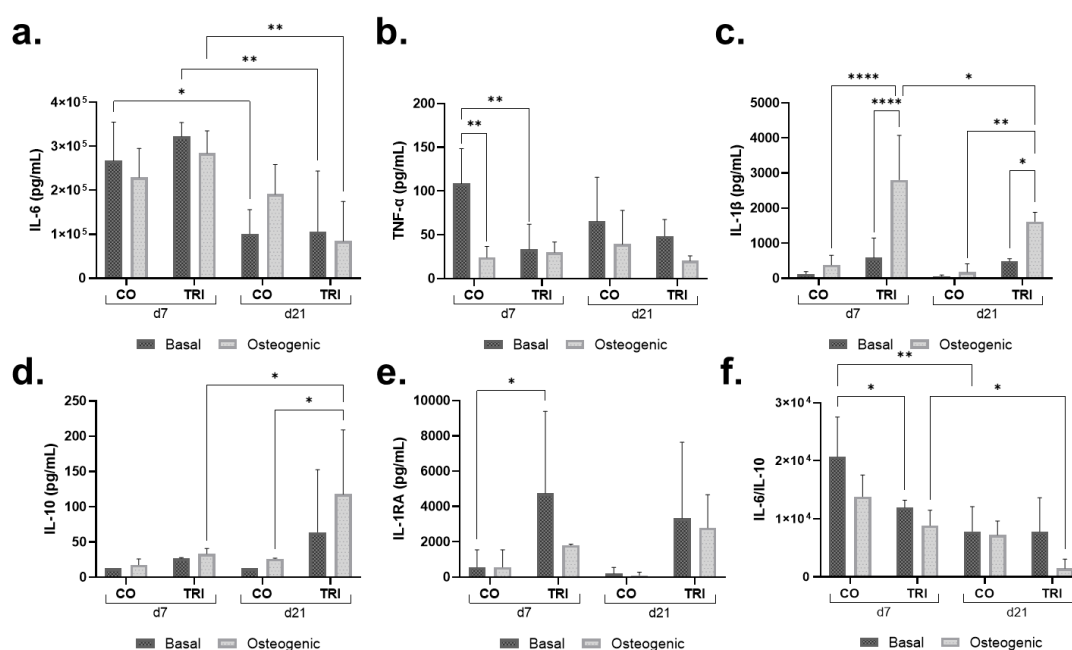 a.
**
**
*
IL-6 (pg/mL)
4×10⁵
3×10⁵
2×10⁵
1×10⁵
0
CO TRI CO TRI
d7 d21
Basal Osteogenic
b.
**
**
TNF-α (pg/mL)
200
150
100
50
0
CO TRI CO TRI
d7 d21
Basal Osteogenic
c.
**** *
****
**
*
IL-1β (pg/mL)
5000
4000
3000
2000
1000
0
CO TRI CO TRI
d7 d21
Basal Osteogenic
d.
*
*
IL-10 (pg/mL)
250
200
150
100
50
0
CO TRI CO TRI
d7 d21
Basal Osteogenic
e.
*
IL-1RA (pg/mL)
10000
8000
6000
4000
2000
0
CO TRI CO TRI
d7 d21
Basal Osteogenic
f.
**
* *
IL-6/IL-10
3×10⁴
2×10⁴
1×10⁴
0
CO TRI CO TRI
d7 d21
Basal Osteogenic